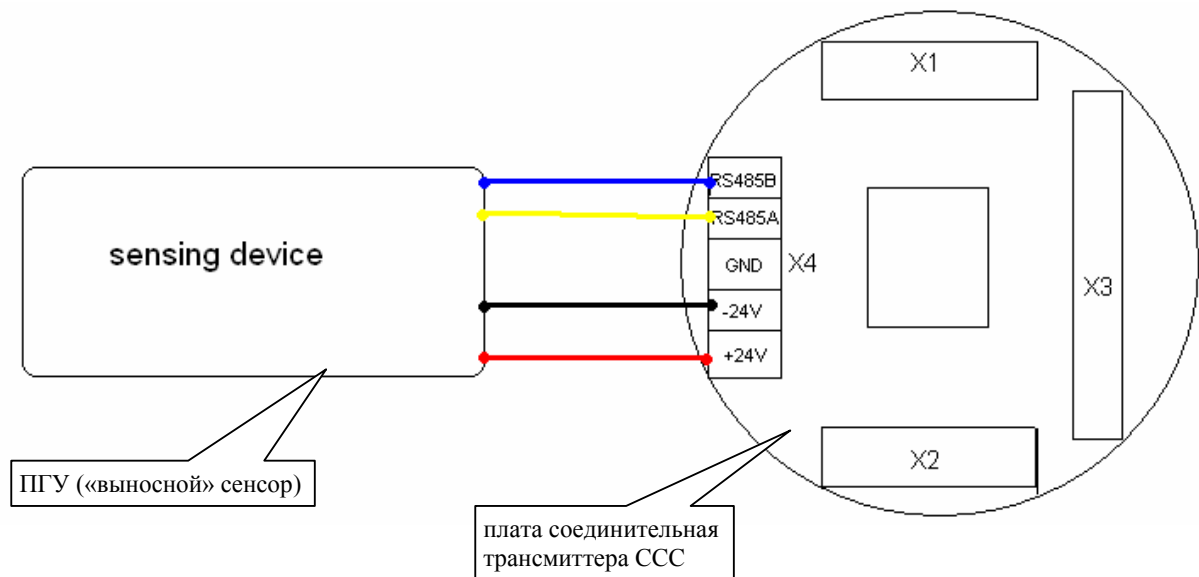 X1
RS485B
RS485A
sensing device
GND
X4
X3
-24V
+24V
X2
ПГУ («выносной» сенсор)
плата соединительная
трансмиттера ССС